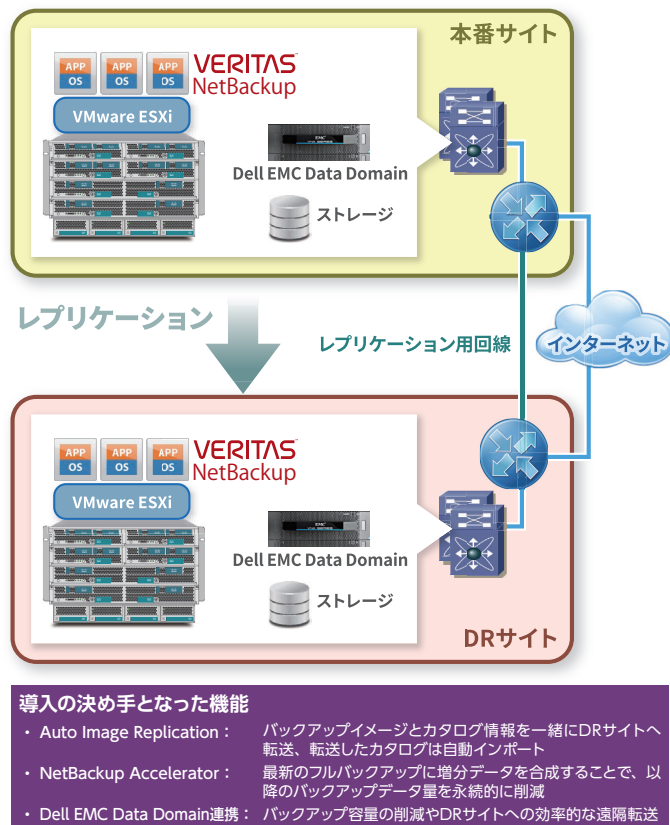 本番サイト
APP APP APP
OS OS OS
VERITAS
NetBackup
VMware ESXi
EMC
Dell EMC Data Domain
ストレージ
レプリケーション
レプリケーション用回線
インターネット
APP APP APP
OS OS OS
VERITAS
NetBackup
VMware ESXi
EMC
Dell EMC Data Domain
ストレージ
DRサイト
導入の決め手となった機能
・ Auto Image Replication： バックアップイメージとカタログ情報を一緒にDRサイトへ
転送、転送したカタログは自動インポート
・ NetBackup Accelerator： 最新のフルバックアップに増分データを合成することで、以
降のバックアップデータ量を永続的に削減
・ Dell EMC Data Domain連携： バックアップ容量の削減やDRサイトへの効率的な遠隔転送